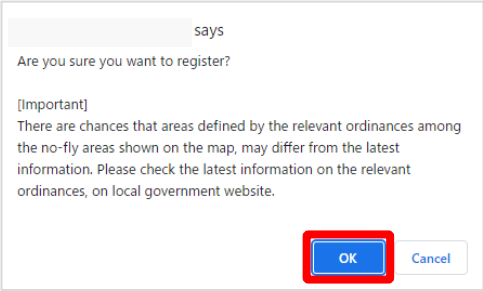 says
Are you sure you want to register?
[Important]
There are chances that areas defined by the relevant ordinances among
the no-fly areas shown on the map, may differ from the latest
information. Please check the latest information on the relevant
ordinances, on local government website.
OK
Cancel